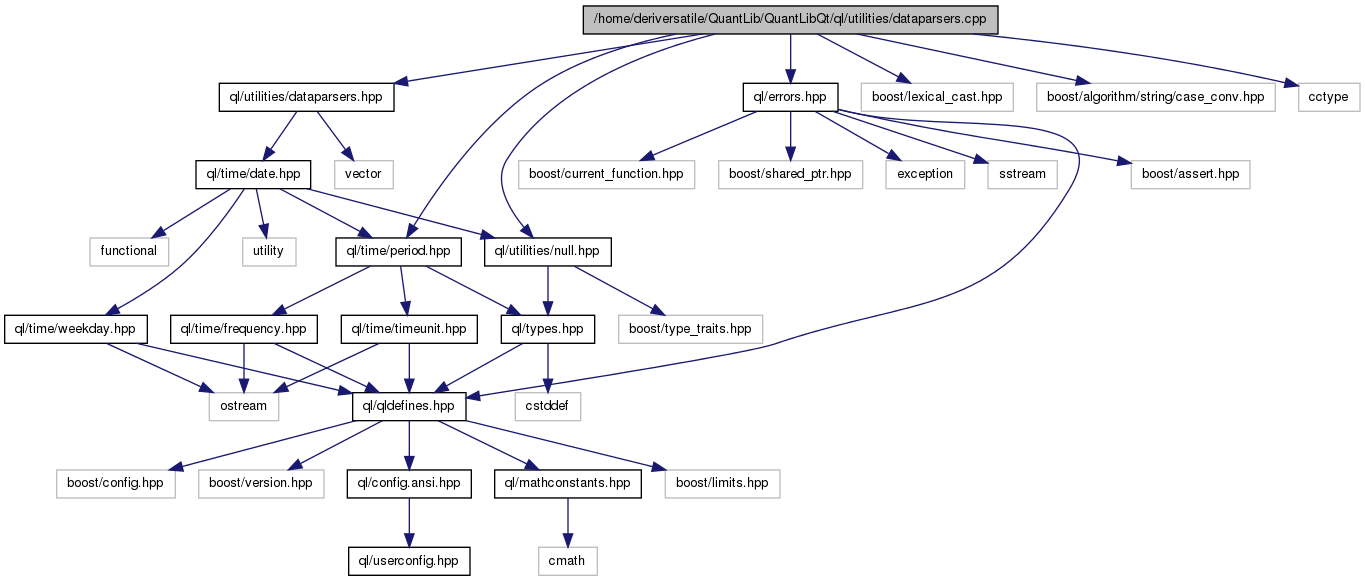 /home/deriversatile/QuantLib/QuantLibQt/ql/utilities/dataparsers.cpp
ql/utilities/dataparsers.hpp
ql/errors.hpp
boost/lexical_cast.hpp
boost/algorithm/string/case_conv.hpp
cctype
ql/time/date.hpp
vector
boost/current_function.hpp
boost/shared_ptr.hpp
exception
sstream
boost/assert.hpp
functional
utility
ql/time/period.hpp
ql/utilities/null.hpp
ql/time/weekday.hpp
ql/time/frequency.hpp
ql/time/timeunit.hpp
ql/types.hpp
boost/type_traits.hpp
ostream
ql/qldefines.hpp
cstddef
boost/config.hpp
boost/version.hpp
ql/config.ansi.hpp
ql/mathconstants.hpp
boost/limits.hpp
ql/userconfig.hpp
cmath